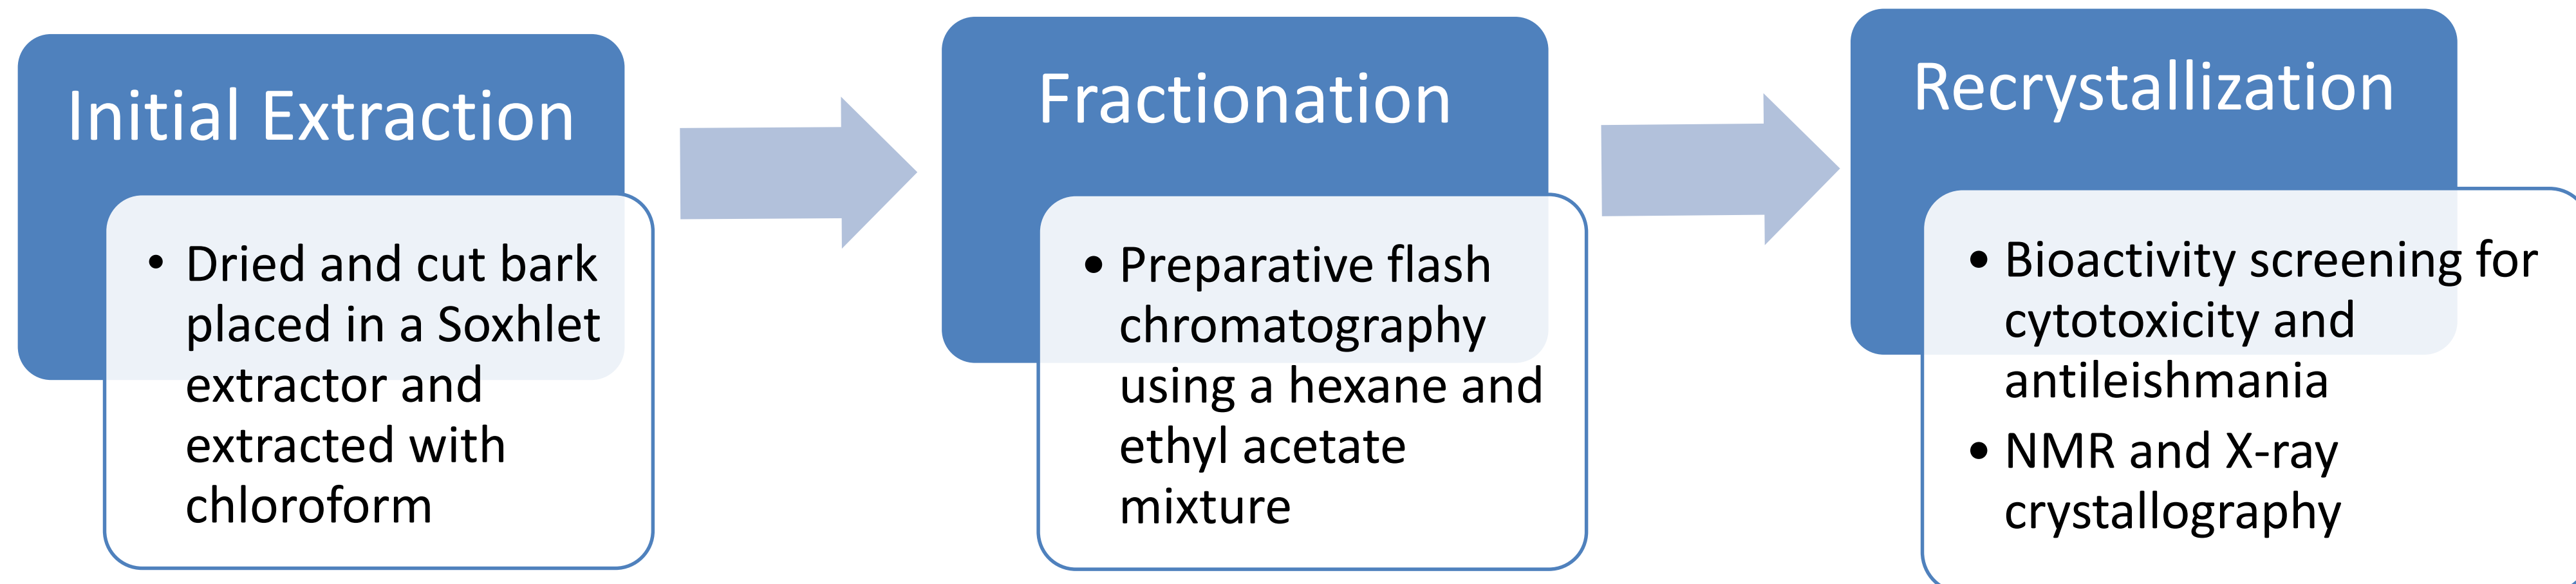 Initial Extraction
• Dried and cut bark
placed in a Soxhlet
extractor and
extracted with
chloroform
Fractionation
• Preparative flash
chromatography
using a hexane and
ethyl acetate
mixture
Recrystallization
• Bioactivity screening for
cytotoxicity and
antileishmania
• NMR and X-ray
crystallography